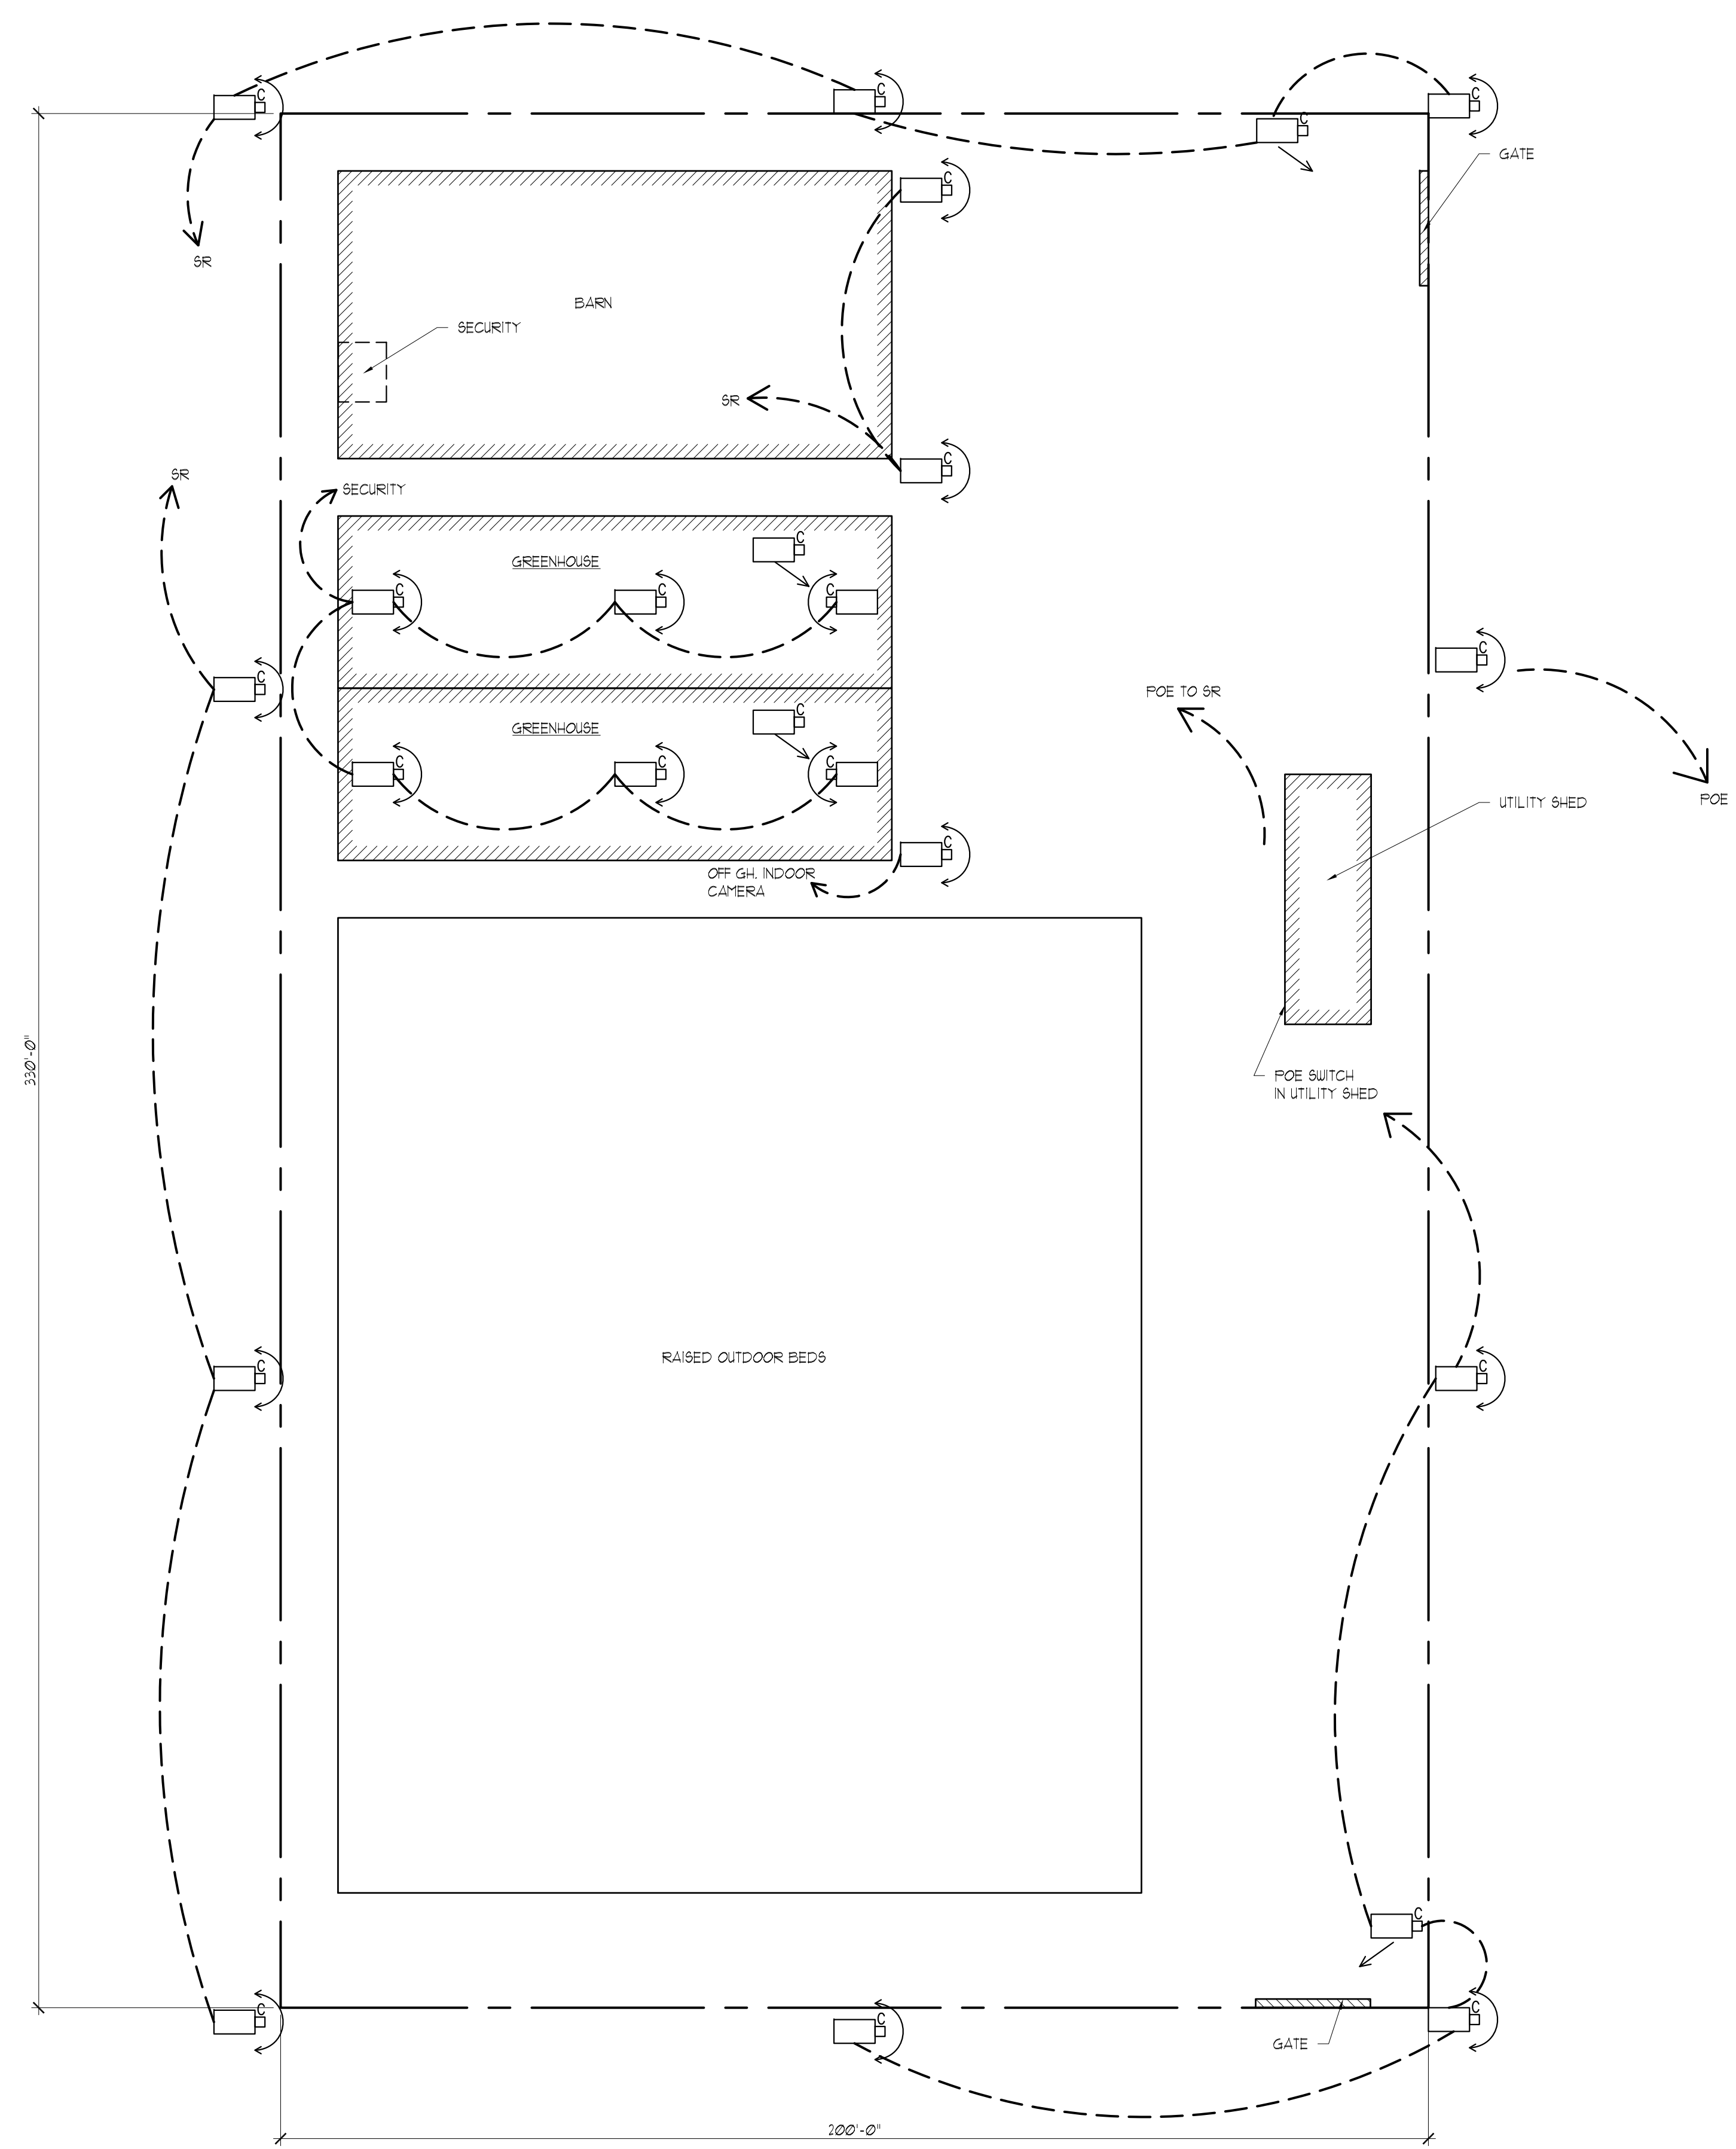 C
C
C
C
C
GATE
C
SR
BARN
SECURITY
SR
C
SR
SECURITY
C
GREENHOUSE
C
C
C
C
C
POE TO SR
C
GREENHOUSE
C
C
C
POE
UTILITY SHED
C
OFF GH. INDOOR
CAMERA
330'-0"
POE SWITCH
IN UTILITY SHED
RAISED OUTDOOR BEDS
C
C
C
C
C
C
GATE
200'-0"